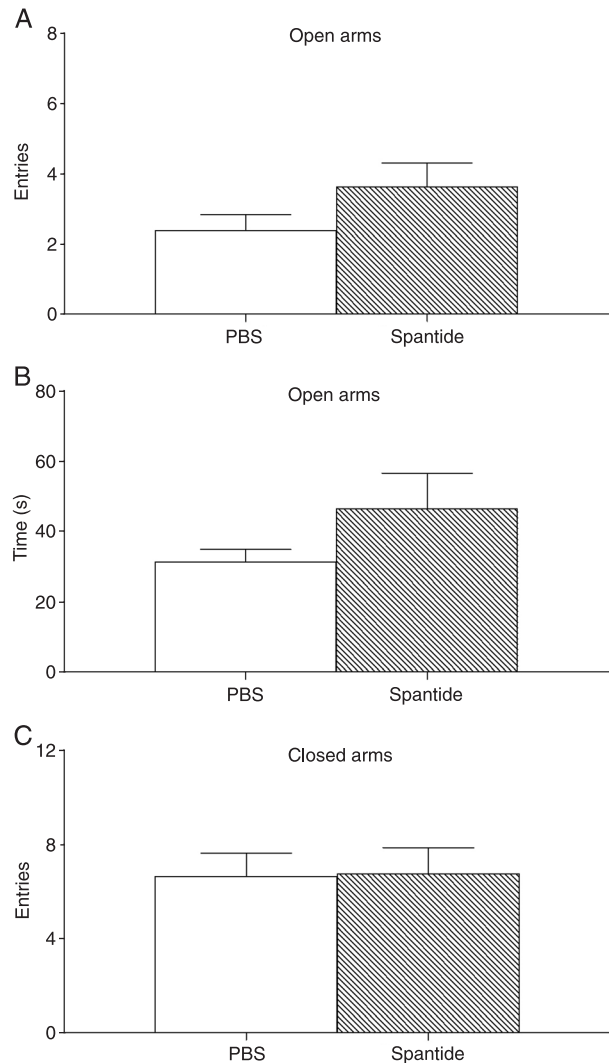 A
Open arms
8
6
4
2
0
Entries
PBS Spantide
B
Open arms
80
60
40
20
0
Time (s)
PBS Spantide
C
Closed arms
12
8
4
0
Entries
PBS Spantide